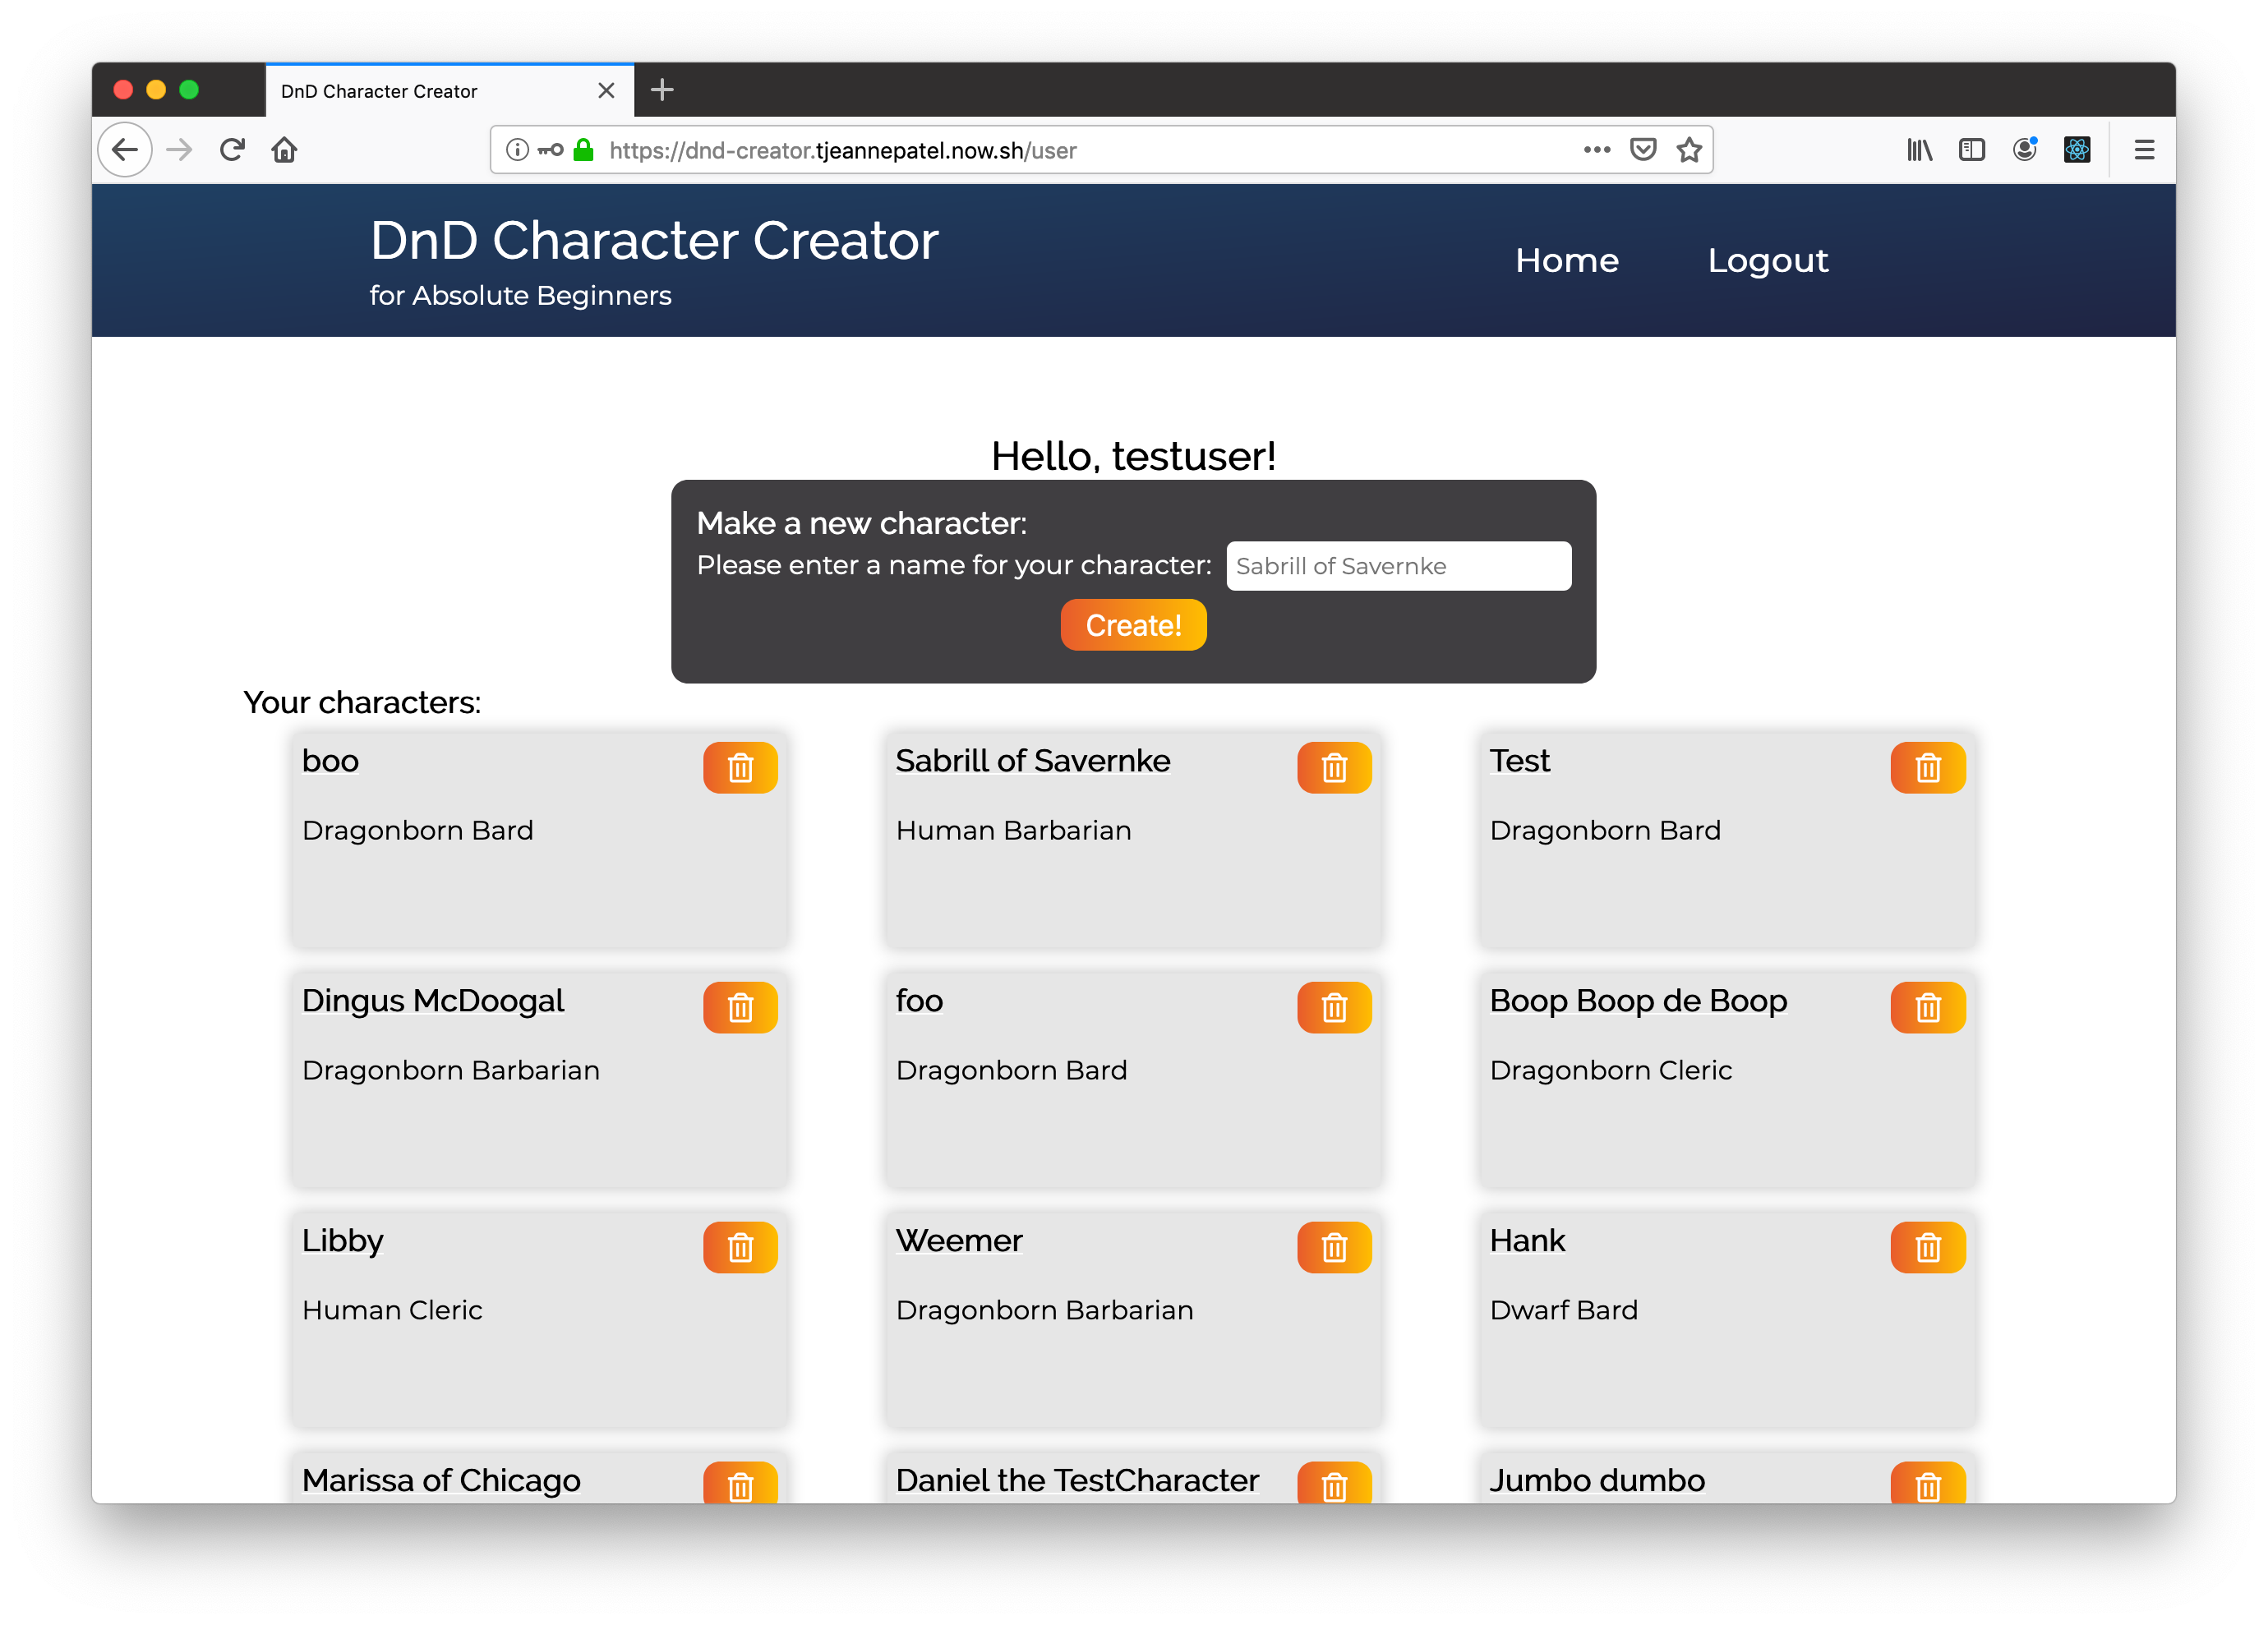 DnD Character Creator
https://dnd-creator.tjeannepatel.now.sh/user
DnD Character Creator
for Absolute Beginners
Home
Logout
Hello, testuser!
Make a new character:
Please enter a name for your character:
Sabrill of Savernke
Create!
Your characters:
boo
Dragonborn Bard
Sabrill of Savernke
Human Barbarian
Test
Dragonborn Bard
Dingus McDoogal
Dragonborn Barbarian
foo
Dragonborn Bard
Boop Boop de Boop
Dragonborn Cleric
Libby
Human Cleric
Weemer
Dragonborn Barbarian
Hank
Dwarf Bard
Marissa of Chicago
Daniel the TestCharacter
Jumbo dumbo